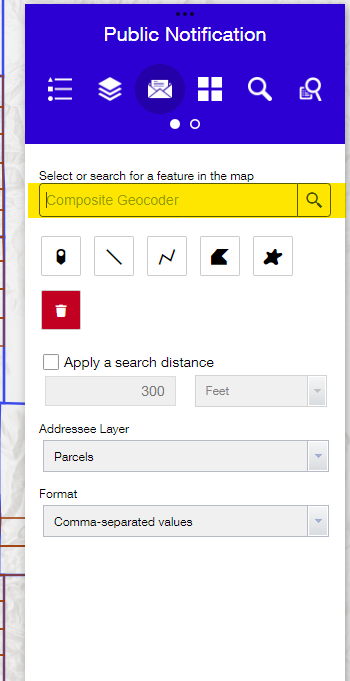 Public Notification
Select or search for a feature in the map
Composite Geocoder
Apply a search distance
300 Feet
Addressee Layer
Parcels
Format
Comma-separated values